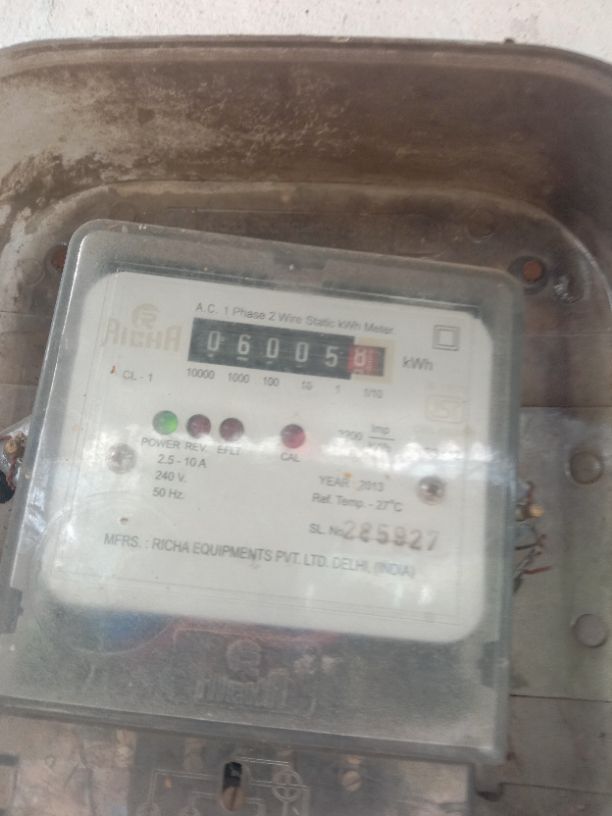 A.C. 1 Phase 2 Wire Static kWh Meter
RICHA
060058 kWh
CL - 1
10000 1000 100 10 1 1/10
Imp
POWER REV. EFLT CAL
2.5 - 10 A
240 V.
50 Hz.
YEAR 2013
Ref. Temp. - 27°C
SL. No 285927
MFRS. : RICHA EQUIPMENTS PVT. LTD. DELHI, (INDIA)